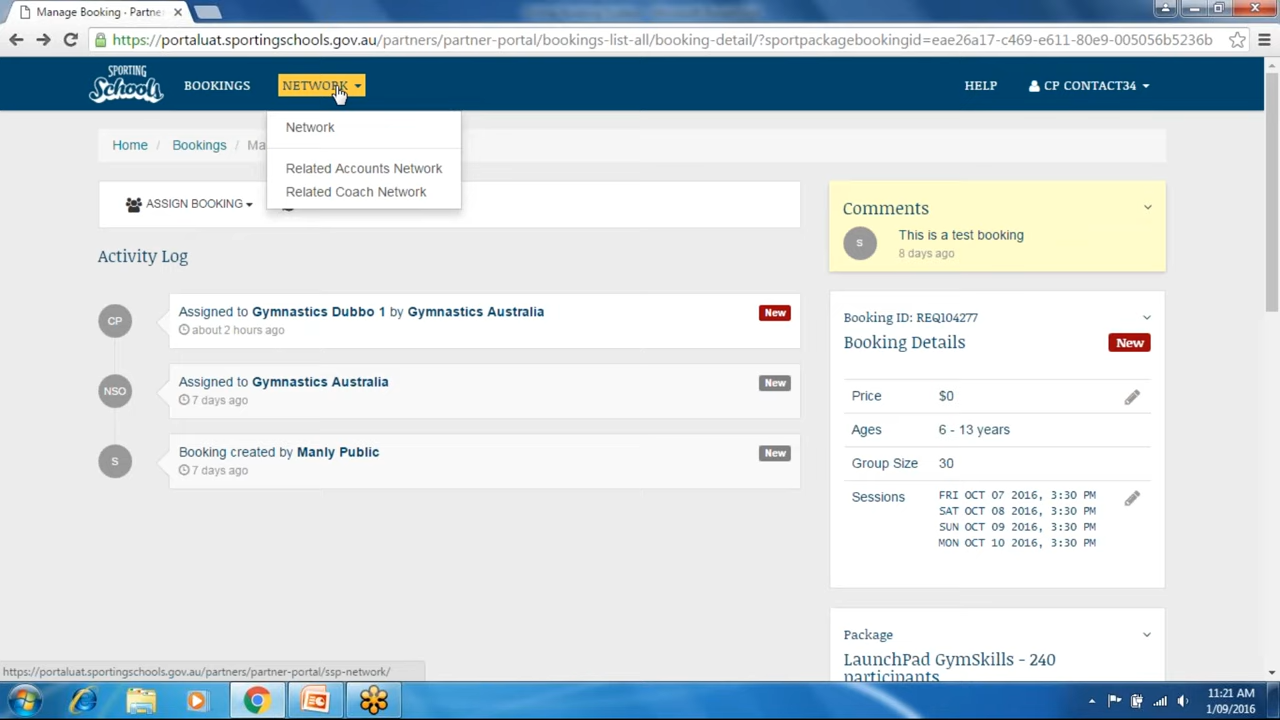 Manage Booking - Partne
https://portaluat.sportingschools.gov.au/partners/partner-portal/bookings-list-all/booking-detail/?sportpackagebookingid=eae26a17-c469-e611-80e9-005056b5236b
SPORTING
Schools
BOOKINGS
NETWORK
HELP
CP CONTACT34
Network
Related Accounts Network
Related Coach Network
Home / Bookings / Ma
ASSIGN BOOKING
Activity Log
CP
Assigned to Gymnastics Dubbo 1 by Gymnastics Australia
New
about 2 hours ago
NSO
Assigned to Gymnastics Australia
New
7 days ago
S
Booking created by Manly Public
New
7 days ago
Comments
S
This is a test booking
8 days ago
Booking ID: REQ104277
Booking Details
New
Price $0
Ages 6 - 13 years
Group Size 30
Sessions FRI OCT 07 2016, 3:30 PM
SAT OCT 08 2016, 3:30 PM
SUN OCT 09 2016, 3:30 PM
MON OCT 10 2016, 3:30 PM
Package
LaunchPad GymSkills - 240
participants
https://portaluat.sportingschools.gov.au/partners/partner-portal/ssp-network/
11:21 AM
1/09/2016